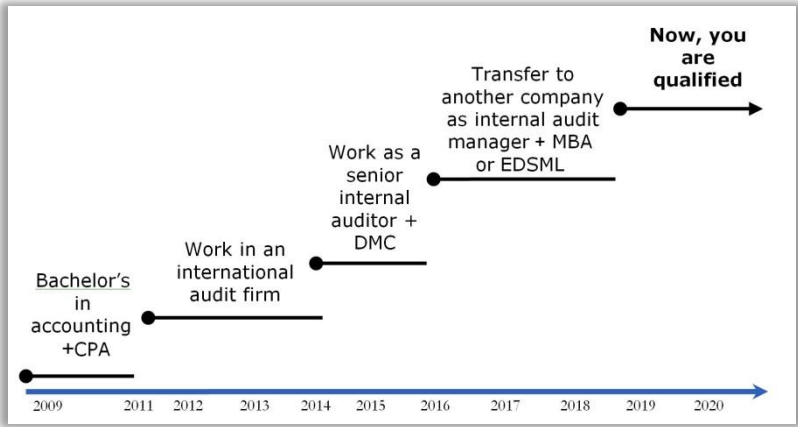 Now, you
are
qualified
Transfer to
another company
as internal audit
manager + MBA
or EDSML
Work as a
senior
internal
auditor +
DMC
Work in an
international
audit firm
Bachelor's
in
accounting
+CPA
2009 2011 2012 2013 2014 2015 2016 2017 2018 2019 2020